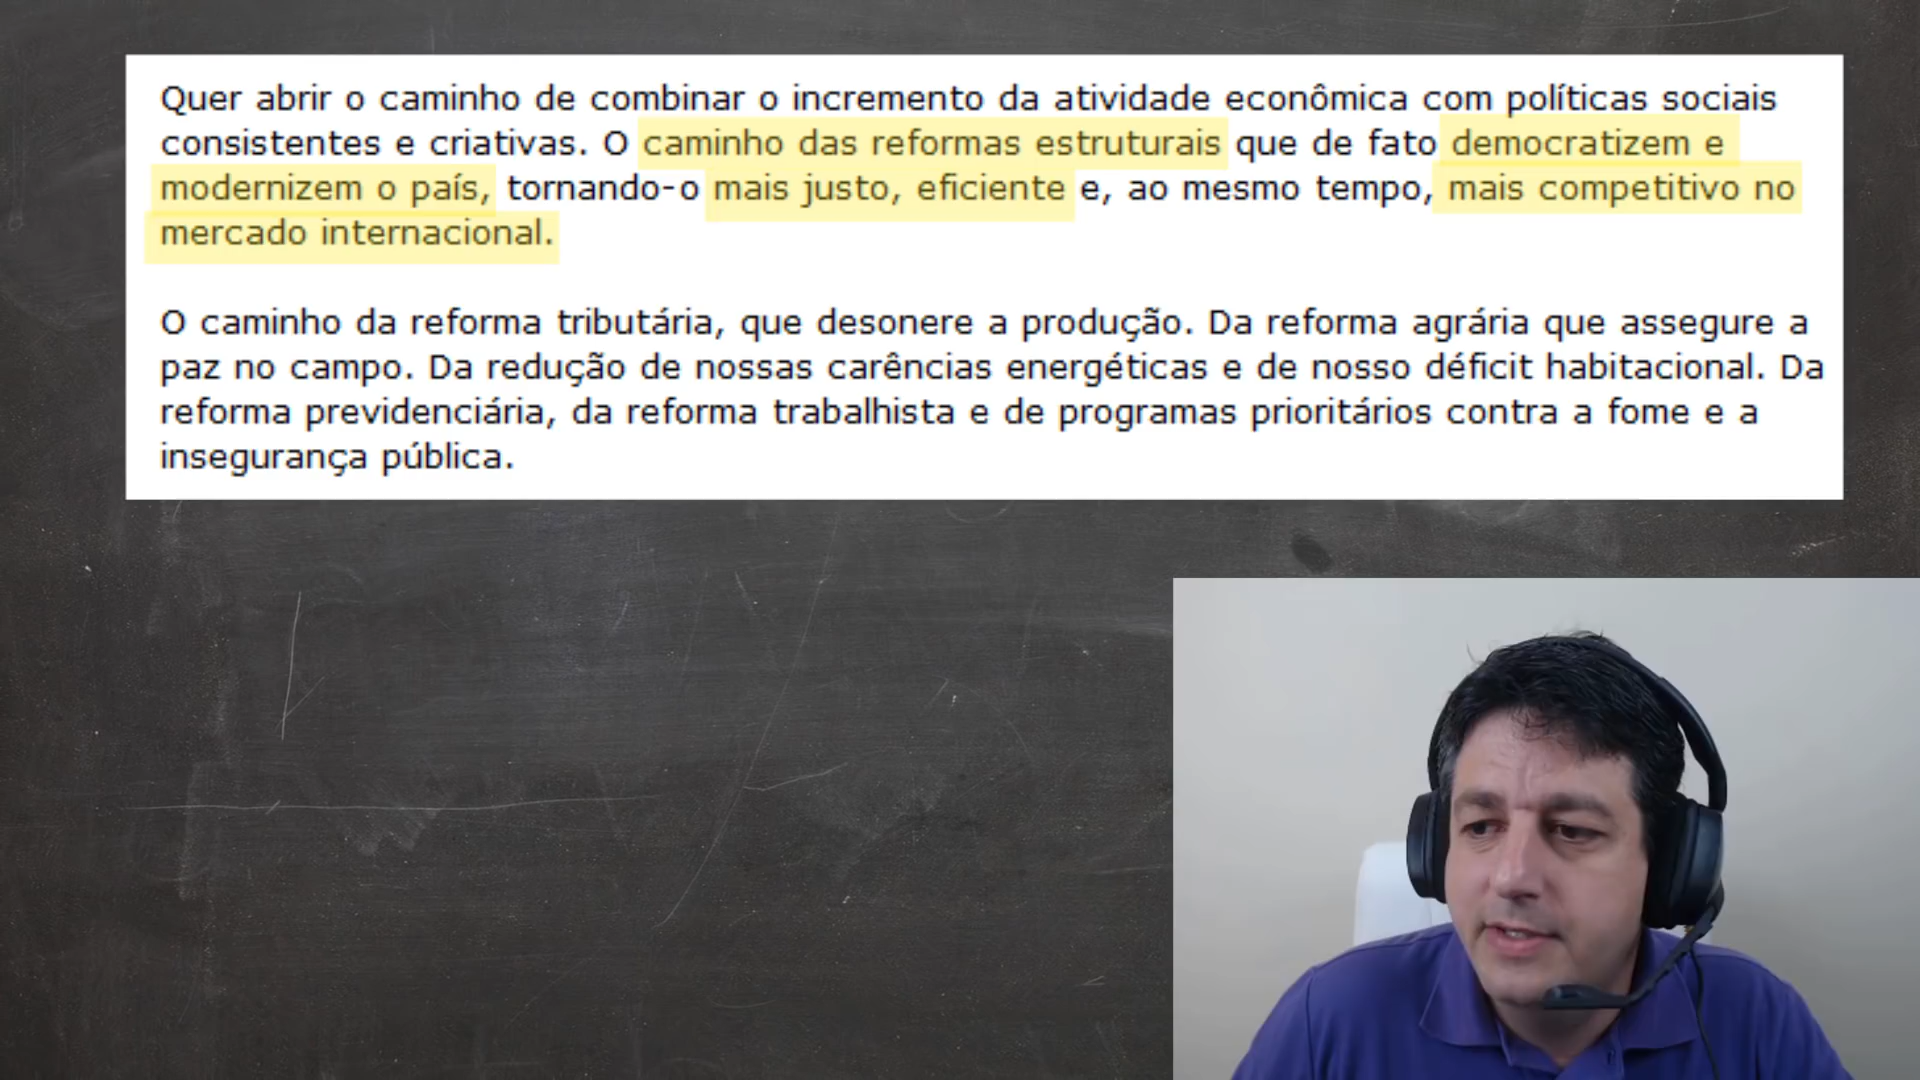 Quer abrir o caminho de combinar o incremento da atividade econômica com políticas sociais
consistentes e criativas. O caminho das reformas estruturais que de fato democratizem e
modernizem o país, tornando-o mais justo, eficiente e, ao mesmo tempo, mais competitivo no
mercado internacional.
O caminho da reforma tributária, que desonere a produção. Da reforma agrária que assegure a
paz no campo. Da redução de nossas carências energéticas e de nosso déficit habitacional. Da
reforma previdenciária, da reforma trabalhista e de programas prioritários contra a fome e a
insegurança pública.